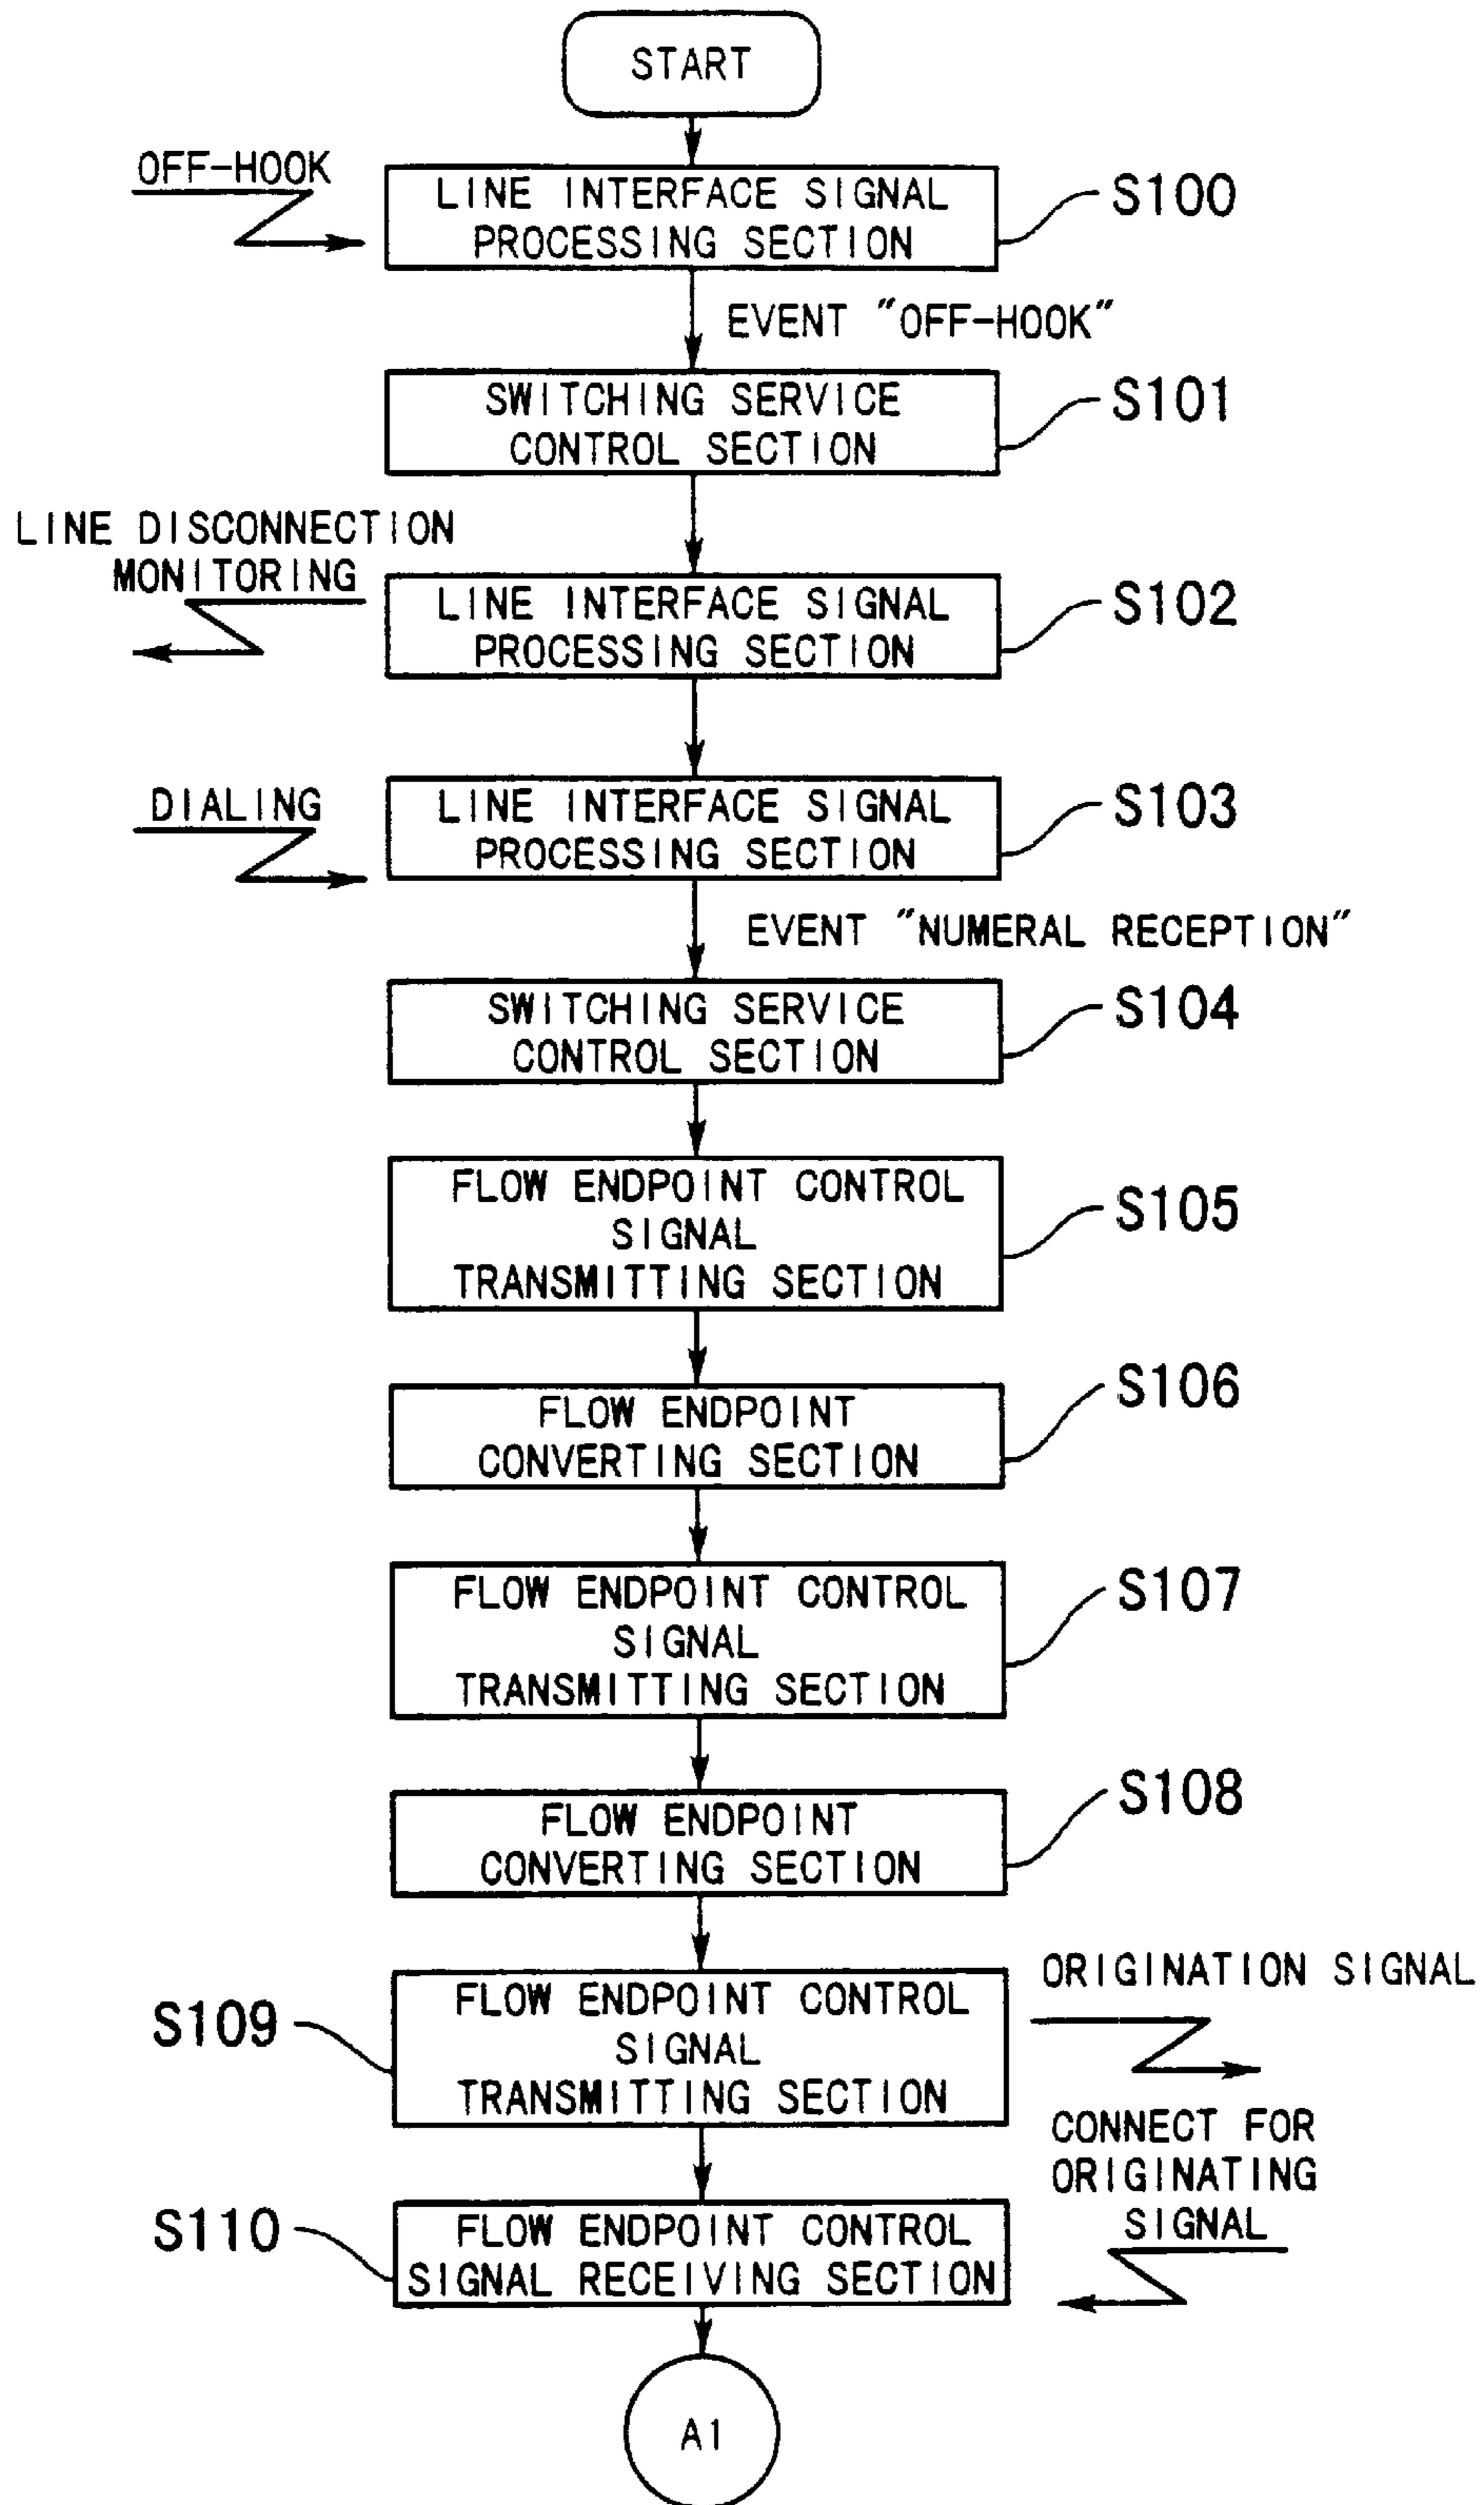 START
OFF-HOOK
LINE INTERFACE SIGNAL
PROCESSING SECTION
S100
EVENT "OFF-HOOK"
SWITCHING SERVICE
CONTROL SECTION
S101
LINE DISCONNECTION
MONITORING
LINE INTERFACE SIGNAL
PROCESSING SECTION
S102
DIALING
LINE INTERFACE SIGNAL
PROCESSING SECTION
S103
EVENT "NUMERAL RECEPTION"
SWITCHING SERVICE
CONTROL SECTION
S104
FLOW ENDPOINT CONTROL
SIGNAL
TRANSMITTING SECTION
S105
FLOW ENDPOINT
CONVERTING SECTION
S106
FLOW ENDPOINT CONTROL
SIGNAL
TRANSMITTING SECTION
S107
FLOW ENDPOINT
CONVERTING SECTION
S108
S109
FLOW ENDPOINT CONTROL
SIGNAL
TRANSMITTING SECTION
ORIGINATION SIGNAL
CONNECT FOR
ORIGINATING
SIGNAL
S110
FLOW ENDPOINT CONTROL
SIGNAL RECEIVING SECTION
A1